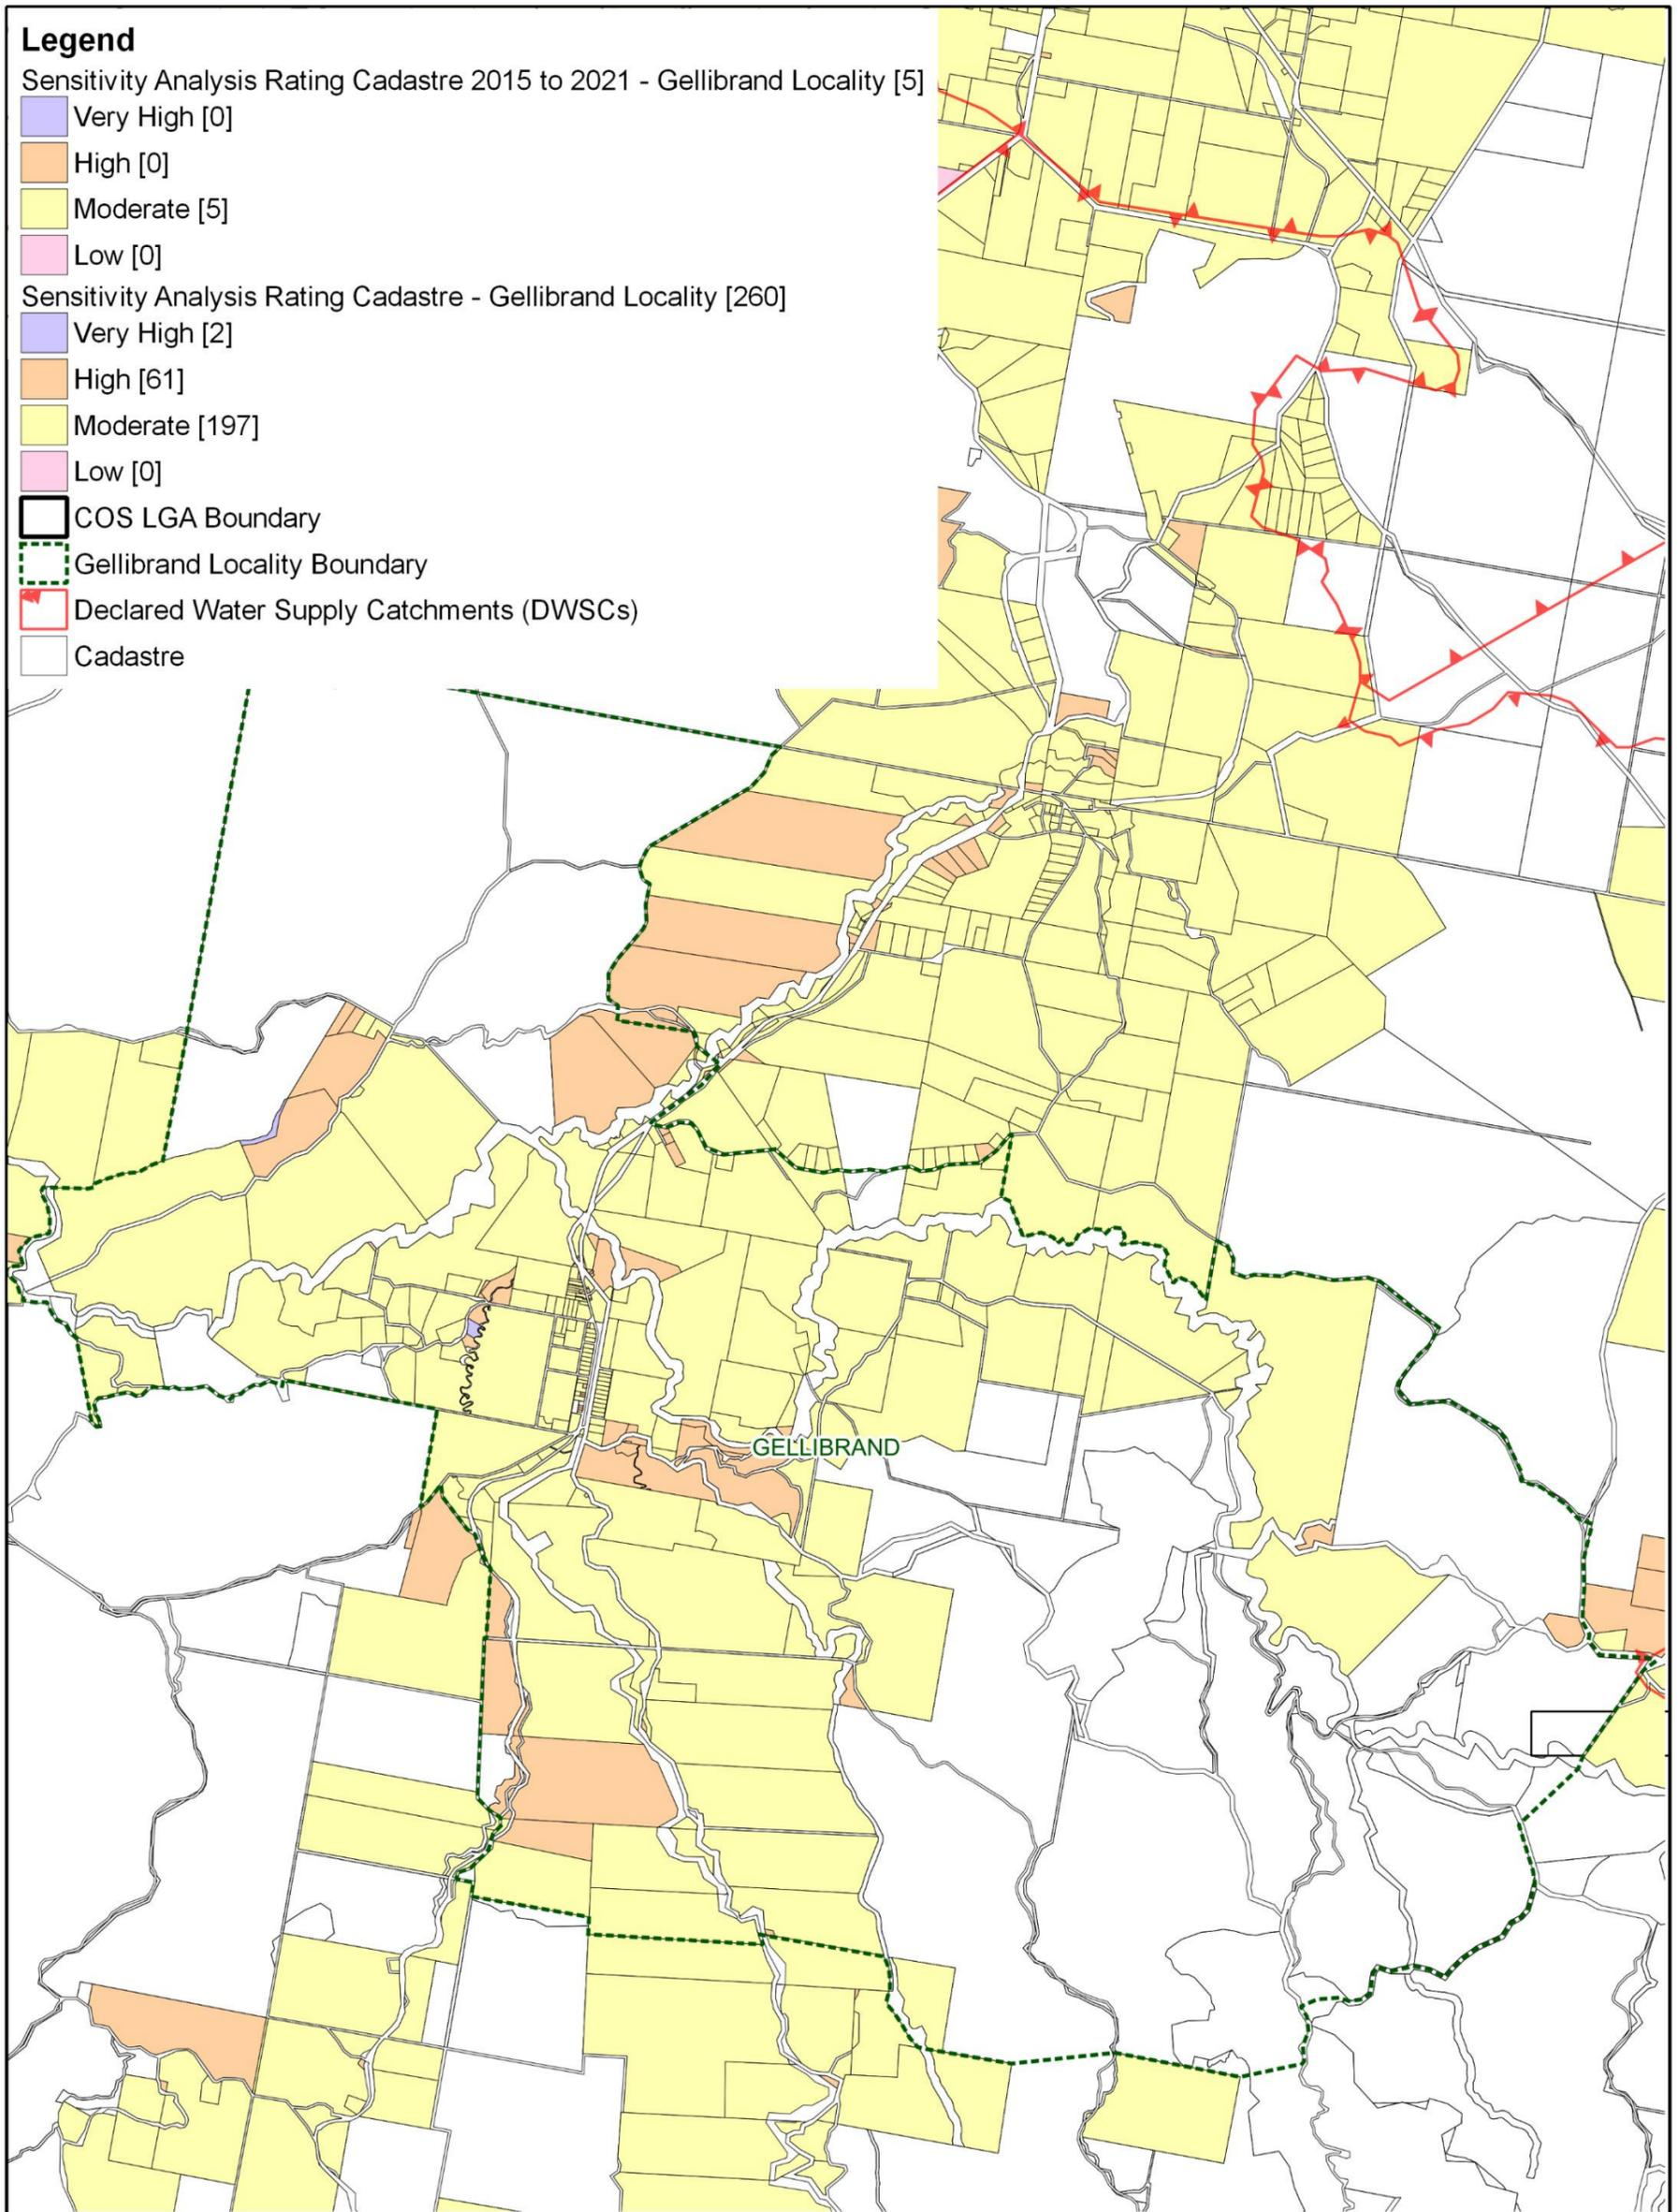 Legend
Sensitivity Analysis Rating Cadastre 2015 to 2021 - Gellibrand Locality [5]
Very High [0]
High [0]
Moderate [5]
Low [0]
Sensitivity Analysis Rating Cadastre - Gellibrand Locality [260]
Very High [2]
High [61]
Moderate [197]
Low [0]
COS LGA Boundary
Gellibrand Locality Boundary
Declared Water Supply Catchments (DWSCs)
Cadastre
GELLIBRAND